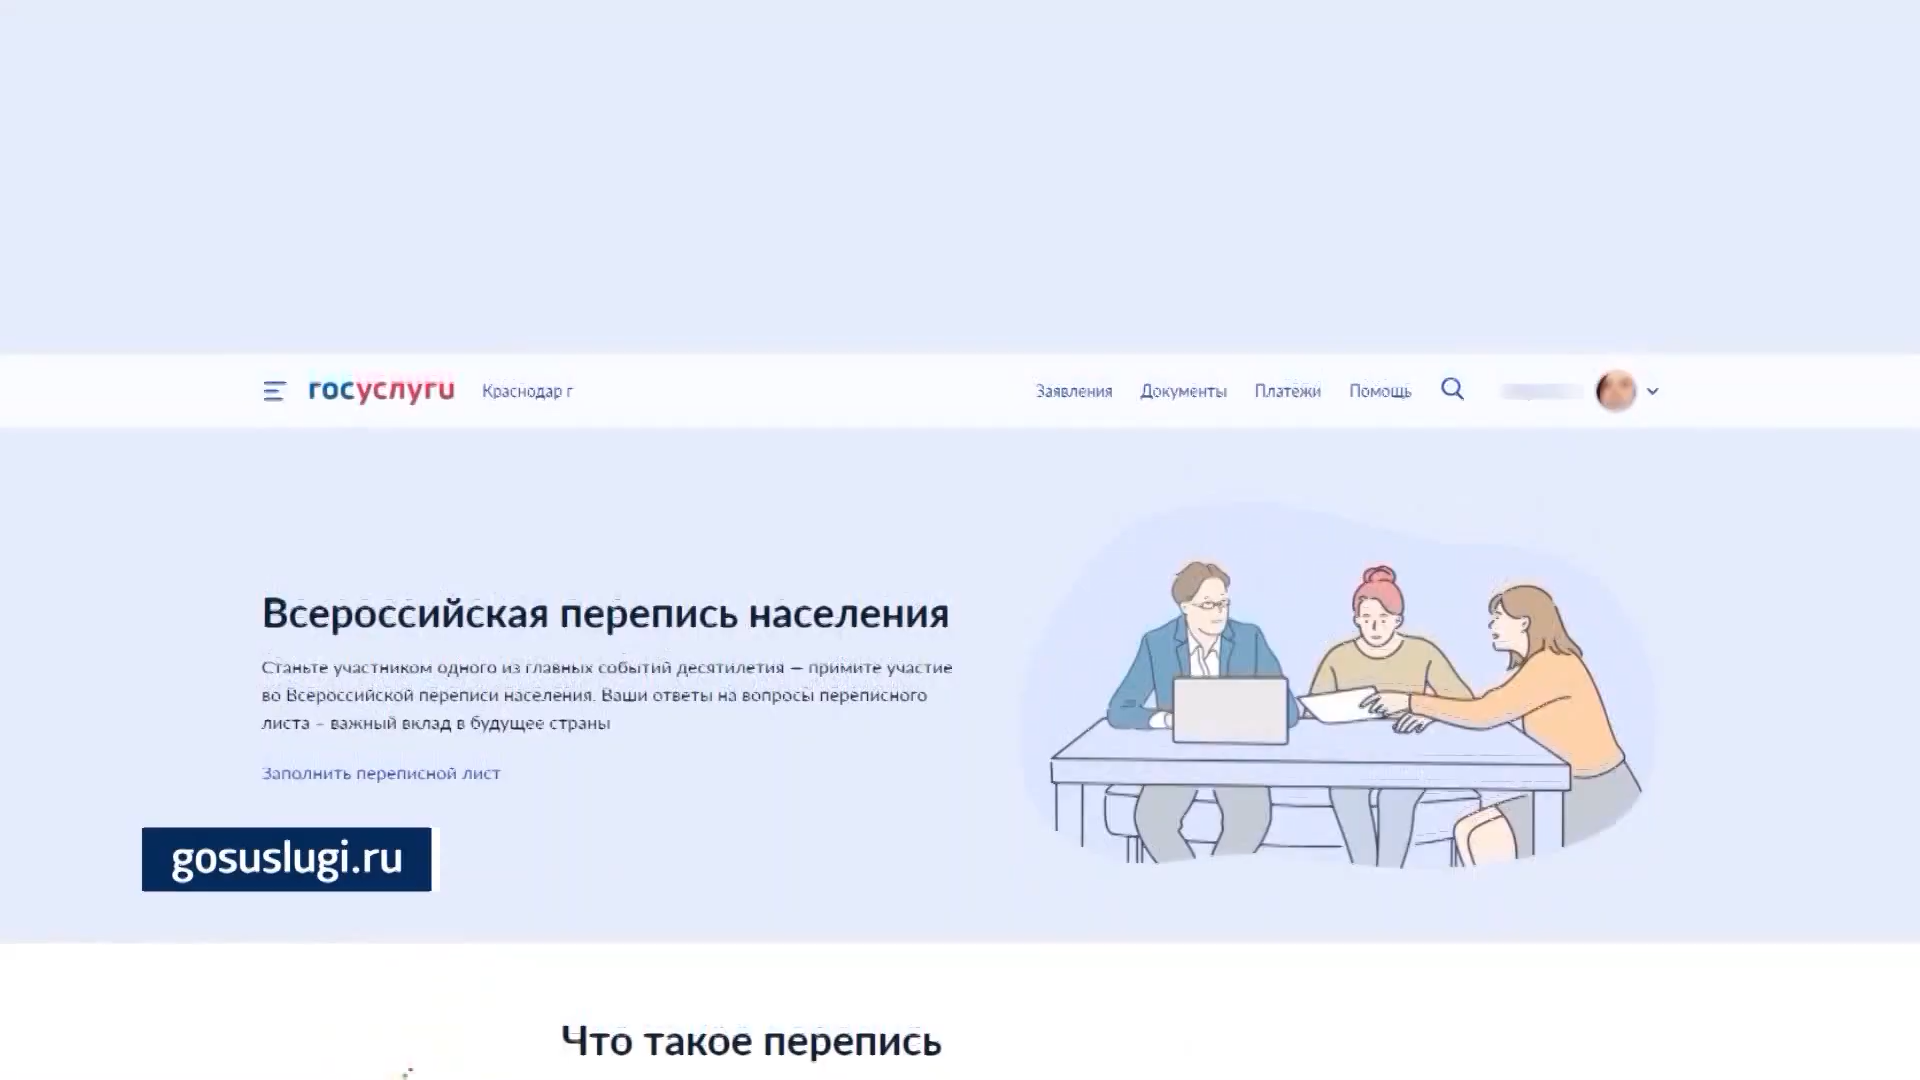 госуслуги Краснодар г Заявления Документы Платежи Помощь
Всероссийская перепись населения
Станьте участником одного из главных событий десятилетия — примите участие
во Всероссийской переписи населения. Ваши ответы на вопросы переписного
листа – важный вклад в будущее страны
Заполнить переписной лист
gosuslugi.ru
Что такое перепись